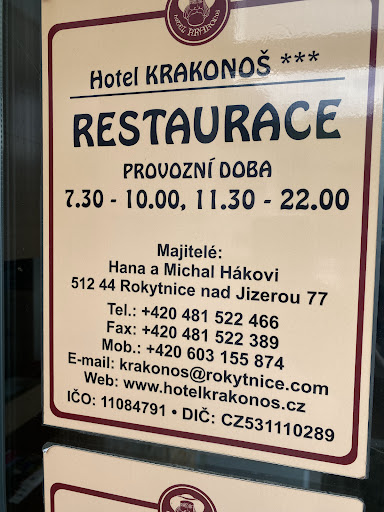 HOTEL KRAKONOŠ
Hotel KRAKONOŠ ***
RESTAURACE
PROVOZNÍ DOBA
7.30 - 10.00, 11.30 - 22.00
Majitelé:
Hana a Michal Hákovi
512 44 Rokytnice nad Jizerou 77
Tel.: +420 481 522 466
Fax: +420 481 522 389
Mob.: +420 603 155 874
E-mail: krakonos@rokytnice.com
Web: www.hotelkrakonos.cz
IČO: 11084791 • DIČ: CZ531110289